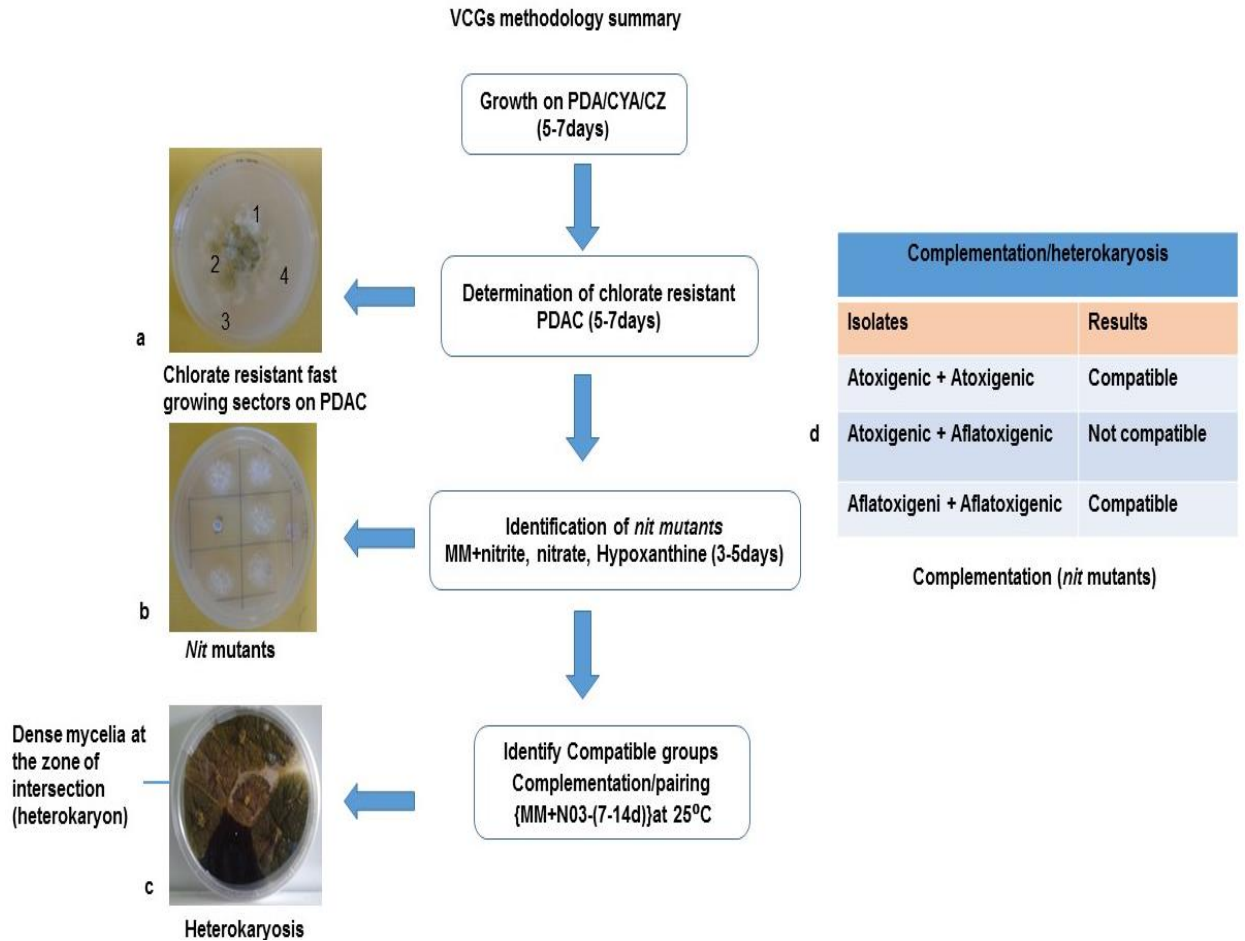 VCGs methodology summary
Growth on PDA/CYA/CZ
(5-7days)
1
2
4
3
a
Chlorate resistant fast
growing sectors on PDAC
Determination of chlorate resistant
PDAC (5-7days)
b
Nit mutants
Identification of nit mutants
MM+nitrite, nitrate, Hypoxanthine (3-5days)
Dense mycelia at
the zone of
intersection
(heterokaryon)
c
Heterokaryosis
Identify Compatible groups
Complementation/pairing
{MM+N03-(7-14d)}at 25⁰C
d
Complementation/heterokaryosis
Isolates Results
Atoxigenic + Atoxigenic Compatible
Atoxigenic + Aflatoxigenic Not compatible
Aflatoxigeni + Aflatoxigenic Compatible
Complementation (nit mutants)